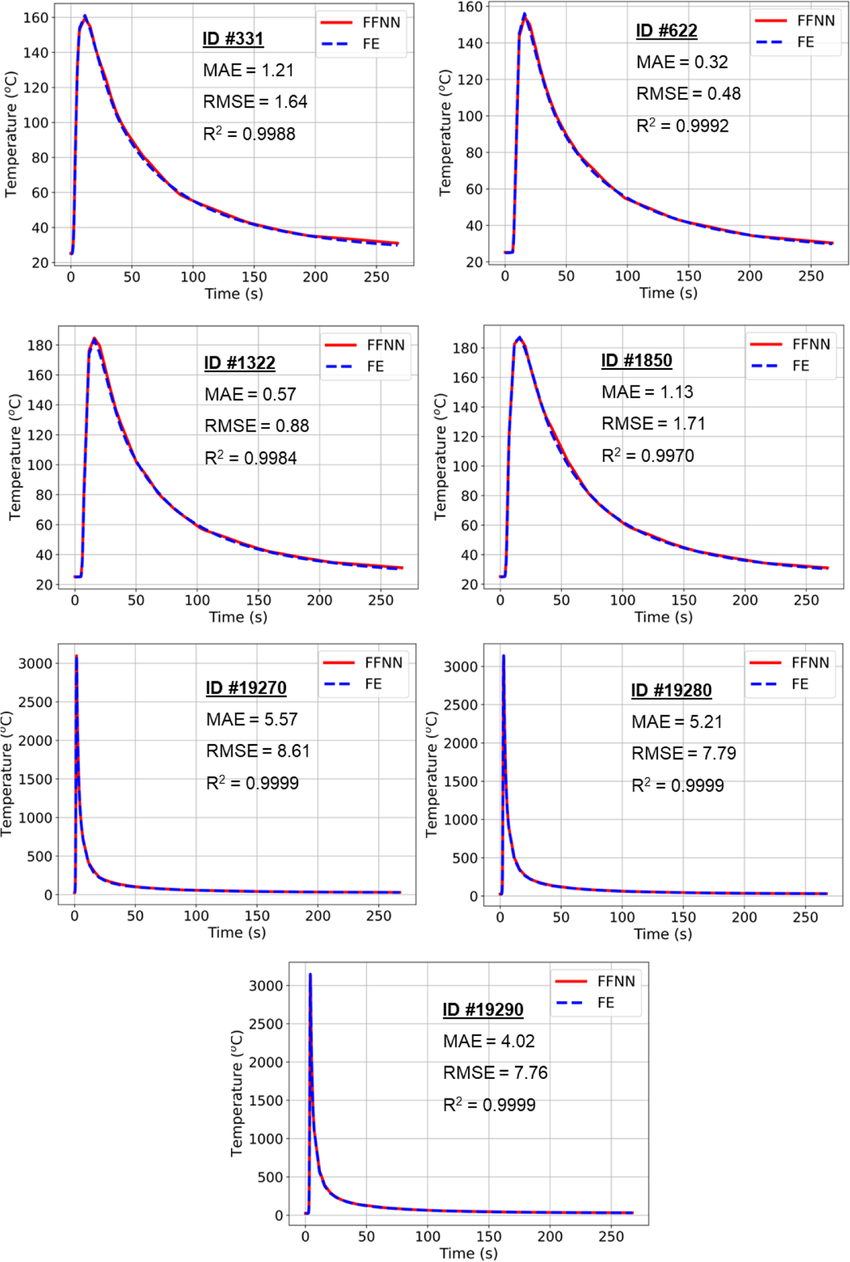 ID #331
MAE = 1.21
RMSE = 1.64
R² = 0.9988
FFNN
FE
Temperature (°C)
160
140
120
100
80
60
40
20
0 50 100 150 200 250
Time (s)
ID #622
MAE = 0.32
RMSE = 0.48
R² = 0.9992
FFNN
FE
Temperature (°C)
160
140
120
100
80
60
40
20
0 50 100 150 200 250
Time (s)
ID #1322
MAE = 0.57
RMSE = 0.88
R² = 0.9984
FFNN
FE
Temperature (°C)
180
160
140
120
100
80
60
40
20
0 50 100 150 200 250
Time (s)
ID #1850
MAE = 1.13
RMSE = 1.71
R² = 0.9970
FFNN
FE
Temperature (°C)
180
160
140
120
100
80
60
40
20
0 50 100 150 200 250
Time (s)
ID #19270
MAE = 5.57
RMSE = 8.61
R² = 0.9999
FFNN
FE
Temperature (°C)
3000
2500
2000
1500
1000
500
0
0 50 100 150 200 250
Time (s)
ID #19280
MAE = 5.21
RMSE = 7.79
R² = 0.9999
FFNN
FE
Temperature (°C)
3000
2500
2000
1500
1000
500
0
0 50 100 150 200 250
Time (s)
ID #19290
MAE = 4.02
RMSE = 7.76
R² = 0.9999
FFNN
FE
Temperature (°C)
3000
2500
2000
1500
1000
500
0
0 50 100 150 200 250
Time (s)